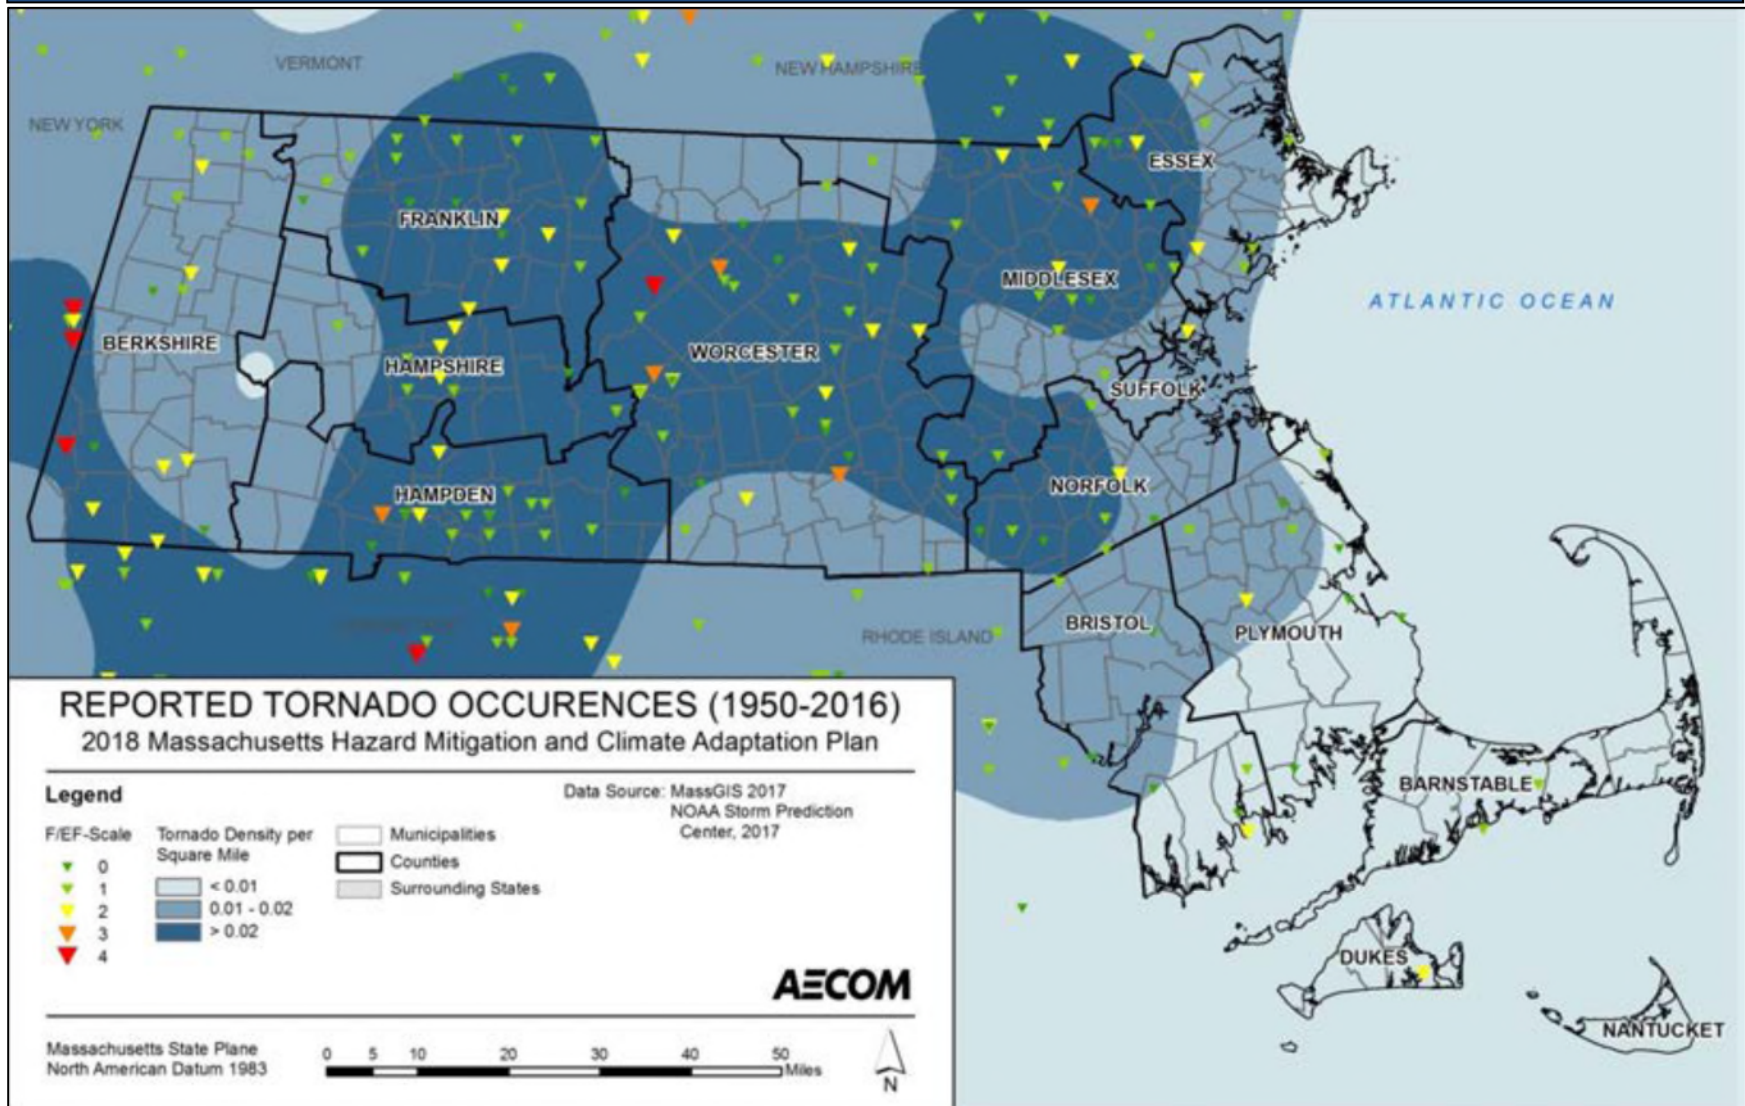 VERMONT
NEW HAMPSHIRE
NEW YORK
ESSEX
FRANKLIN
MIDDLESEX
ATLANTIC OCEAN
BERKSHIRE
WORCESTER
HAMPSHIRE
SUFFOLK
NORFOLK
HAMPDEN
BRISTOL
PLYMOUTH
RHODE ISLAND
BARNSTABLE
DUKES
NANTUCKET
REPORTED TORNADO OCCURENCES (1950-2016)
2018 Massachusetts Hazard Mitigation and Climate Adaptation Plan
Legend
Data Source: MassGIS 2017
NOAA Storm Prediction
Center, 2017
F/EF-Scale
0
1
2
3
4
Tornado Density per
Square Mile
< 0.01
0.01 - 0.02
> 0.02
Municipalities
Counties
Surrounding States
AECOM
Massachusetts State Plane
North American Datum 1983
0 5 10 20 30 40 50
Miles
N